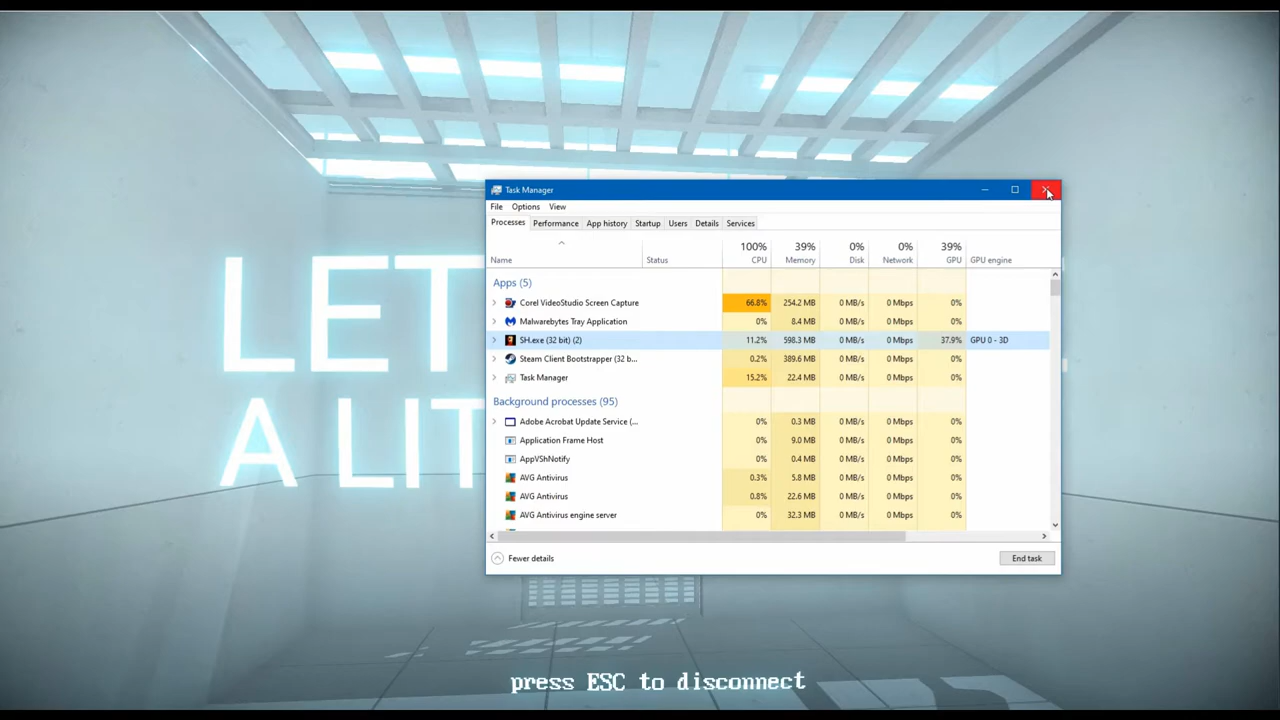 LET
A LIT
Task Manager
File Options View
Processes Performance App history Startup Users Details Services
100% 39% 0% 0% 39%
Name Status CPU Memory Disk Network GPU GPU engine
Apps (5)
Corel VideoStudio Screen Capture 66.8% 254.2 MB 0 MB/s 0 Mbps 0%
Malwarebytes Tray Application 0% 8.4 MB 0 MB/s 0 Mbps 0%
SH.exe (32 bit) (2) 11.2% 598.3 MB 0 MB/s 0 Mbps 37.9% GPU 0 - 3D
Steam Client Bootstrapper (32 b... 0.2% 389.6 MB 0 MB/s 0 Mbps 0%
Task Manager 15.2% 22.4 MB 0 MB/s 0 Mbps 0%
Background processes (95)
Adobe Acrobat Update Service (... 0% 0.3 MB 0 MB/s 0 Mbps 0%
Application Frame Host 0% 9.0 MB 0 MB/s 0 Mbps 0%
AppVShNotify 0% 0.4 MB 0 MB/s 0 Mbps 0%
AVG Antivirus 0.3% 5.8 MB 0 MB/s 0 Mbps 0%
AVG Antivirus 0.8% 22.6 MB 0 MB/s 0 Mbps 0%
AVG Antivirus engine server 0% 32.3 MB 0 MB/s 0 Mbps 0%
Fewer details End task
press ESC to disconnect